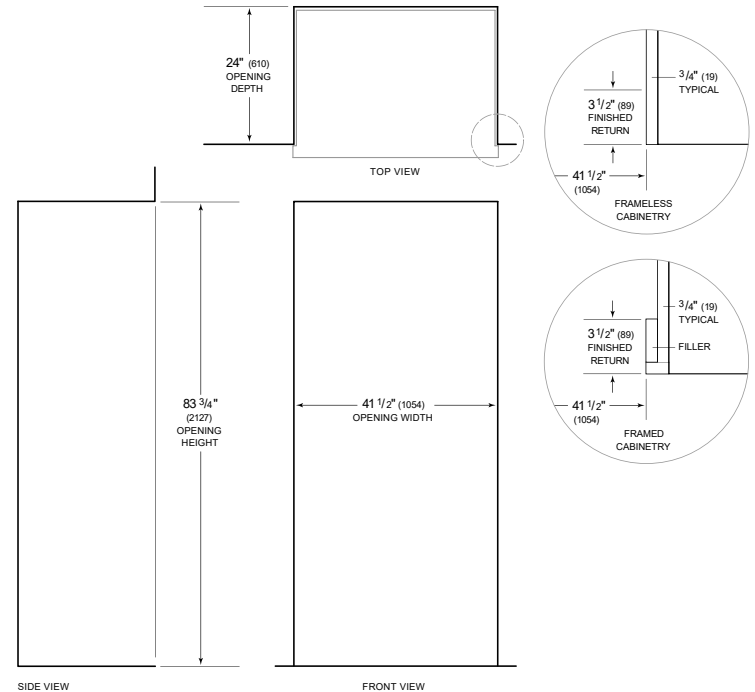 24" (610)
OPENING
DEPTH
TOP VIEW
3/4" (19)
TYPICAL
3 1/2" (89)
FINISHED
RETURN
41 1/2"
(1054)
FRAMELESS
CABINETRY
3/4" (19)
TYPICAL
3 1/2" (89)
FINISHED
RETURN
FILLER
41 1/2"
(1054)
FRAMED
CABINETRY
83 3/4"
(2127)
OPENING
HEIGHT
41 1/2" (1054)
OPENING WIDTH
SIDE VIEW
FRONT VIEW